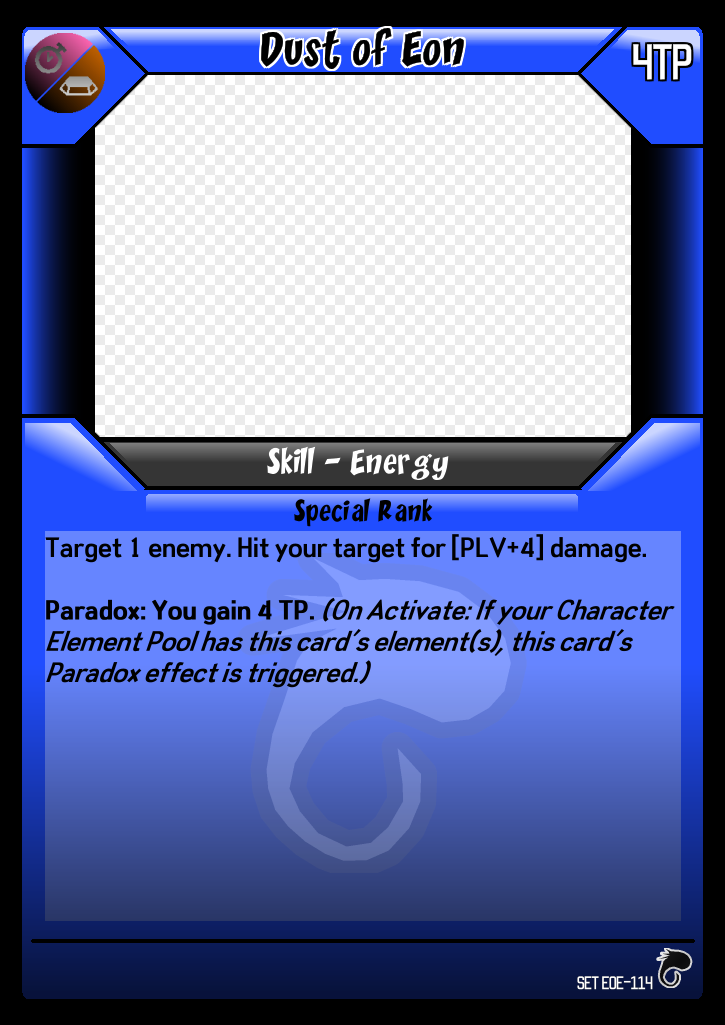 Dust of Eon
4TP
Skill - Energy
Special Rank
Target 1 enemy. Hit your target for [PLV+4] damage.
Paradox: You gain 4 TP. (On Activate: If your Character
Element Pool has this card's element(s), this card's
Paradox effect is triggered.)
SET EOE-114